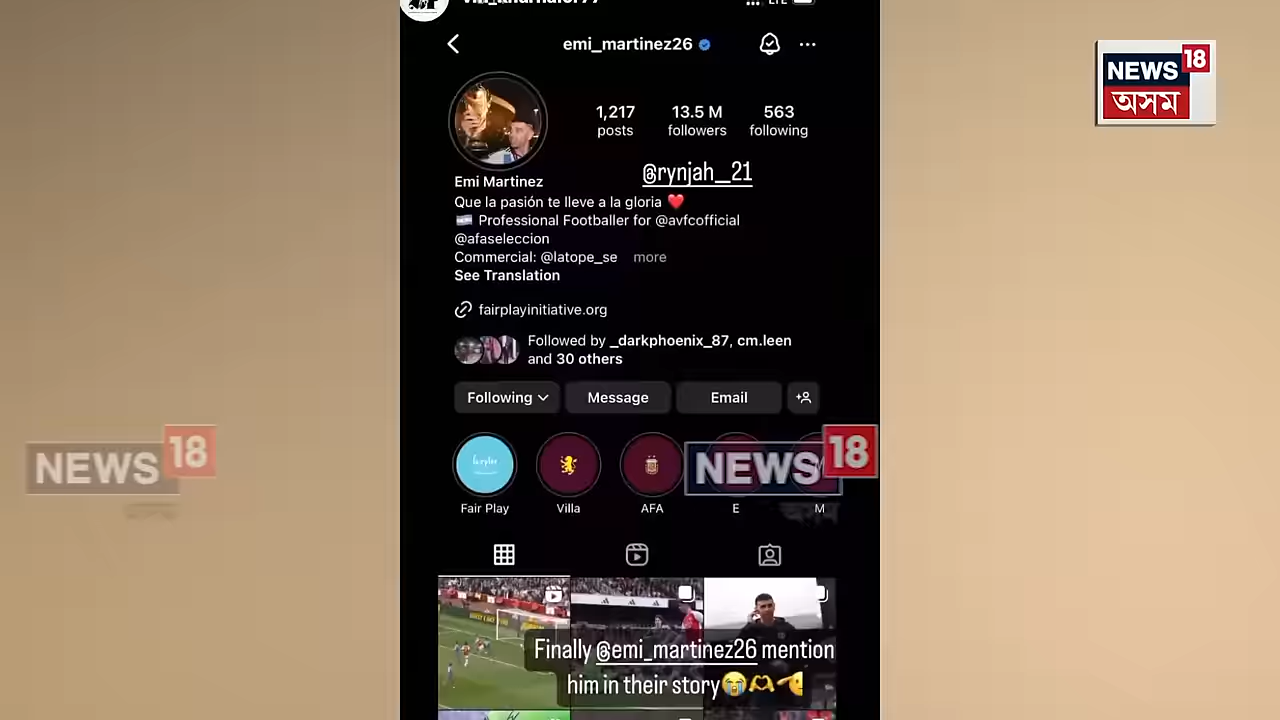 LTE
emi_martinez26
NEWS 18
অসম
1,217
posts
13.5 M
followers
563
following
Emi Martinez
@rynjah_21
Que la pasión te lleve a la gloria ❤️
🇦🇷 Professional Footballer for @avfcofficial
@afaseleccion
Commercial: @latope_se more
See Translation
fairplayinitiative.org
Followed by _darkphoenix_87, cm.leen
and 30 others
Following
Message
Email
NEWS 18
NEWS 18
অসম
Fair Play
Villa
AFA
E
M
Finally @emi_martinez26 mention
him in their story😭🫶🫡